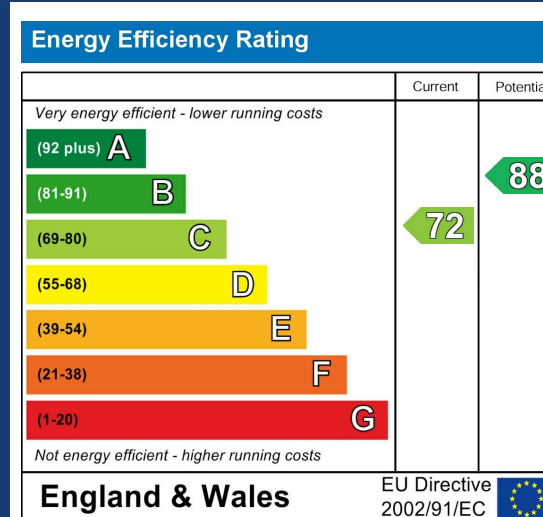 Energy Efficiency Rating
Current Potentia
Very energy efficient - lower running costs
(92 plus) A
(81-91) B
88
(69-80) C
72
(55-68) D
(39-54) E
(21-38) F
(1-20) G
Not energy efficient - higher running costs
England & Wales
EU Directive
2002/91/EC